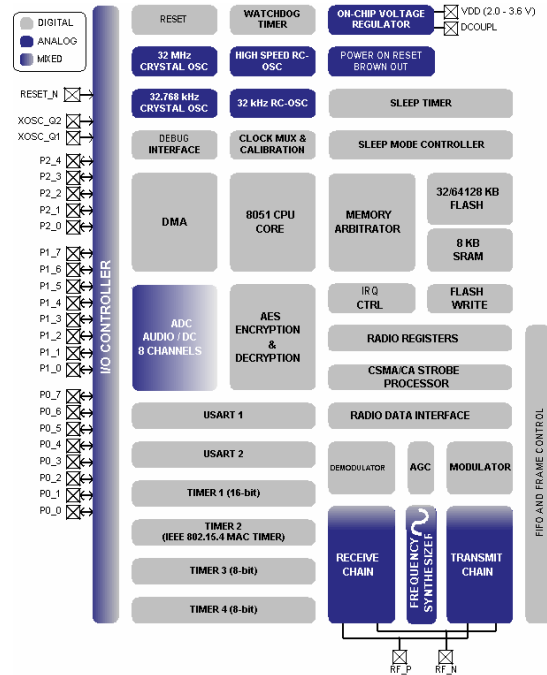 DIGITAL
ANALOG
MIXED
RESET
WATCHDOG
TIMER
ON-CHIP VOLTAGE
REGULATOR
VDD (2.0 - 3.6 V)
DCOUPL
32 MHz
CRYSTAL OSC
HIGH SPEED RC-
OSC
POWER ON RESET
BROWN OUT
32.768 kHz
CRYSTAL OSC
32 kHz RC-OSC
SLEEP TIMER
DEBUG
INTERFACE
CLOCK MUX &
CALIBRATION
SLEEP MODE CONTROLLER
RESET_N
XOSC_Q2
XOSC_Q1
P2_4
P2_3
P2_2
P2_1
P2_0
P1_7
P1_6
P1_5
P1_4
P1_3
P1_2
P1_1
P1_0
P0_7
P0_6
P0_5
P0_4
P0_3
P0_2
P0_1
P0_0
I/O CONTROLLER
DMA
8051 CPU
CORE
MEMORY
ARBITRATOR
32/64128 KB
FLASH
8 KB
SRAM
ADC
AUDIO / DC
8 CHANNELS
AES
ENCRYPTION
&
DECRYPTION
IRQ
CTRL
FLASH
WRITE
RADIO REGISTERS
CSMA/CA STROBE
PROCESSOR
USART 1
RADIO DATA INTERFACE
USART 2
TIMER 1 (16-bit)
TIMER 2
(IEEE 802.15.4 MAC TIMER)
TIMER 3 (8-bit)
TIMER 4 (8-bit)
DEMODULATOR
AGC
MODULATOR
RECEIVE
CHAIN
FREQUENCY
SYNTHESIZER
TRANSMIT
CHAIN
FIFO AND FRAME CONTROL
RF_P
RF_N